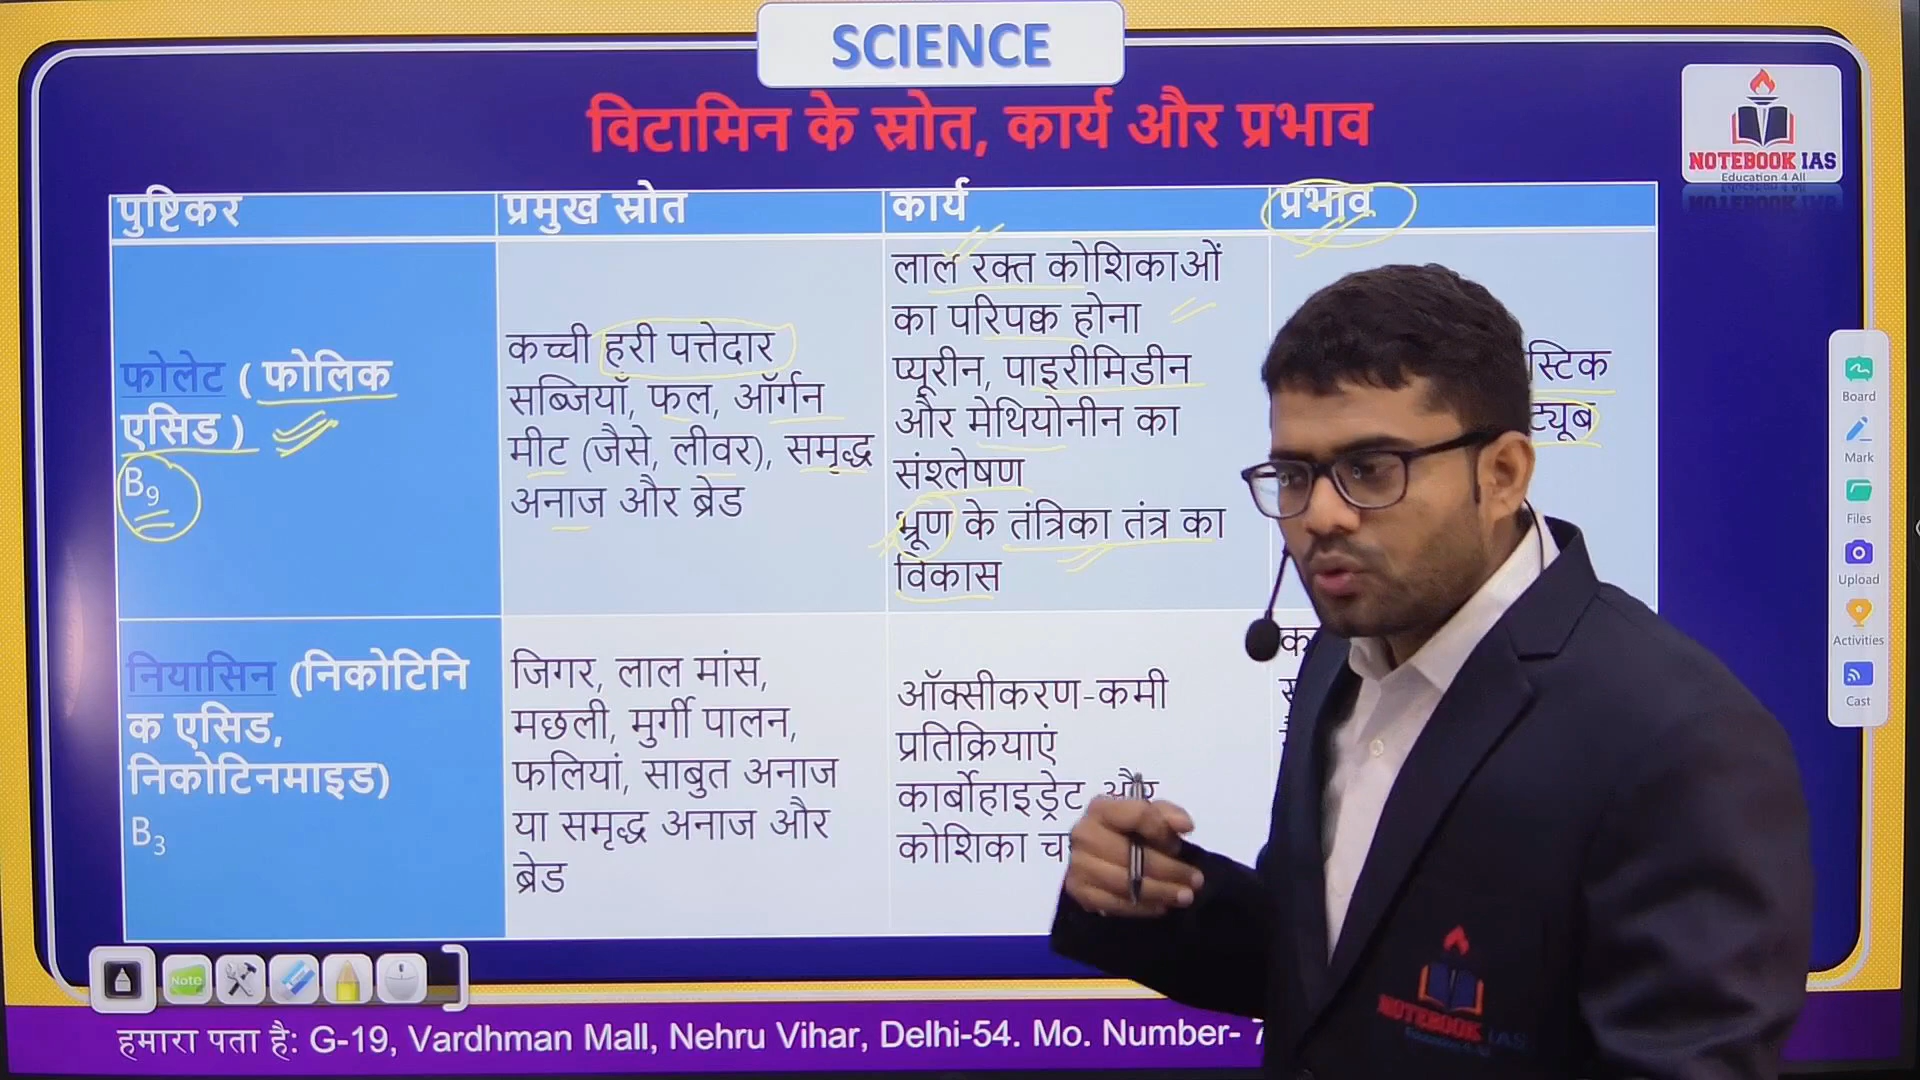 SCIENCE
विटामिन के स्रोत, कार्य और प्रभाव
NOTEBOOK IAS
Education 4 All
पुष्टिकर
प्रमुख स्रोत
कार्य
प्रभाव
फोलेट ( फोलिक
एसिड )
B₉
कच्ची हरी पत्तेदार
सब्जियाँ, फल, ऑर्गन
मीट (जैसे, लीवर), समृद्ध
अनाज और ब्रेड
लाल रक्त कोशिकाओं
का परिपक्व होना
प्यूरीन, पाइरीमिडीन
और मेथियोनीन का
संश्लेषण
भ्रूण के तंत्रिका तंत्र का
विकास
स्टिक
ट्यूब
नियासिन (निकोटिनि
क एसिड,
निकोटिनमाइड)
B₃
जिगर, लाल मांस,
मछली, मुर्गी पालन,
फलियां, साबुत अनाज
या समृद्ध अनाज और
ब्रेड
ऑक्सीकरण-कमी
प्रतिक्रियाएं
कार्बोहाइड्रेट और
कोशिका
Board
Mark
Files
Upload
Activities
Cast
Note
हमारा पता है: G-19, Vardhman Mall, Nehru Vihar, Delhi-54. Mo. Number- 7
NOTEBOOK IAS